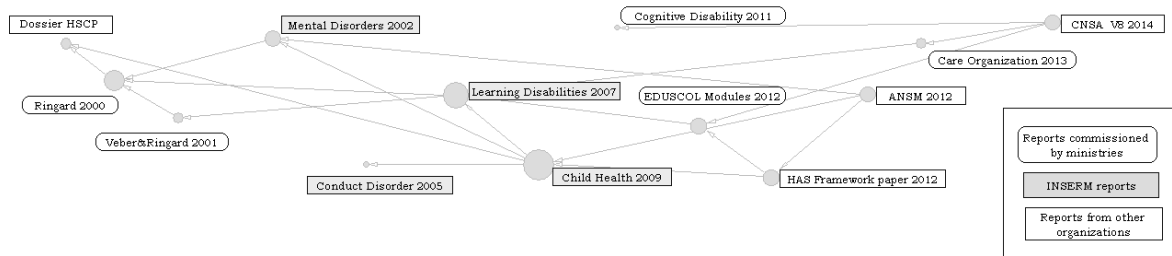 Dossier HSCP
Mental Disorders 2002
Cognitive Disability 2011
CNSA V8 2014
Care Organization 2013
Ringard 2000
Learning Disabilities 2007
EDUSCOL Modules 2012
ANSM 2012
Veber&Ringard 2001
Conduct Disorder 2005
Child Health 2009
HAS Framework paper 2012
Reports commissioned
by ministries
INSERM reports
Reports from other
organizations